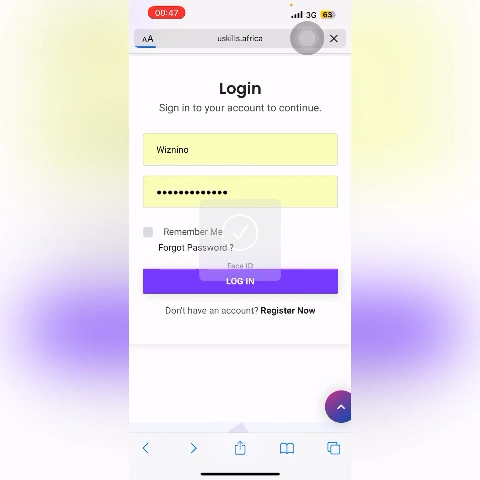 00:47
3G 63
AA uskills.africa
Login
Sign in to your account to continue.
Wiznino
Remember Me
Forgot Password ?
Face ID
LOG IN
Don't have an account? Register Now